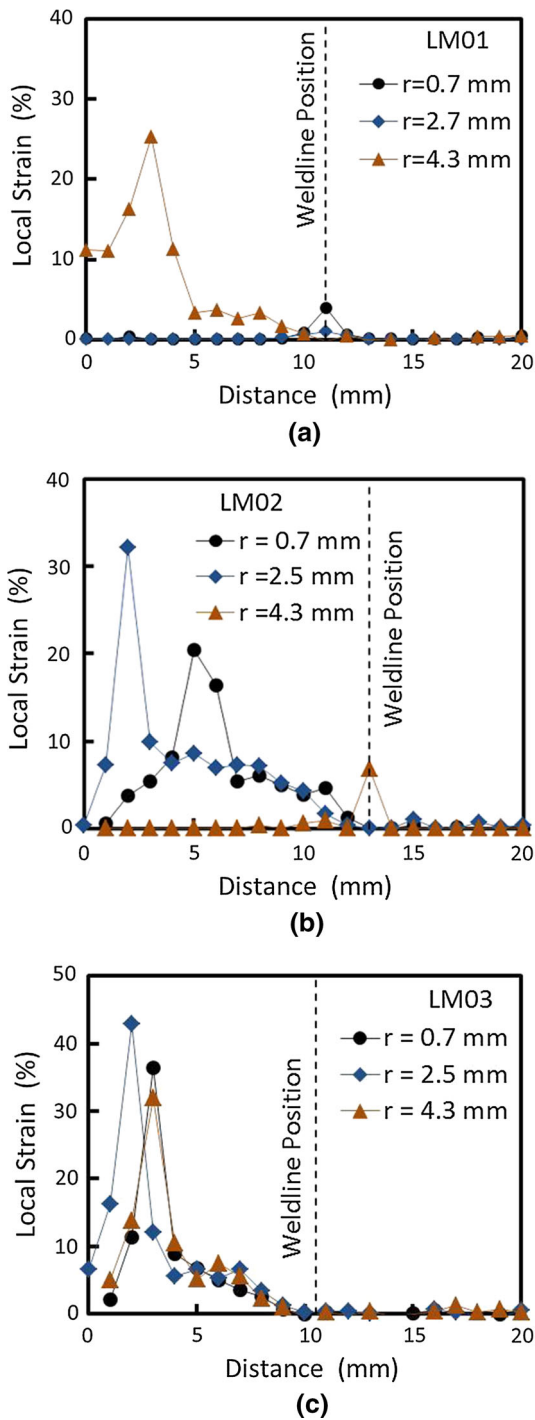 40
30
20
10
0
Local Strain (%)
LM01
r=0.7 mm
r=2.7 mm
r=4.3 mm
Weldline Position
0 5 10 15 20
Distance (mm)
(a)
40
30
20
10
0
Local Strain (%)
LM02
r = 0.7 mm
r =2.5 mm
r =4.3 mm
Weldline Position
0 5 10 15 20
Distance (mm)
(b)
50
40
30
20
10
0
Local Strain (%)
LM03
r = 0.7 mm
r = 2.5 mm
r = 4.3 mm
Weldline Position
0 5 10 15 20
Distance (mm)
(c)